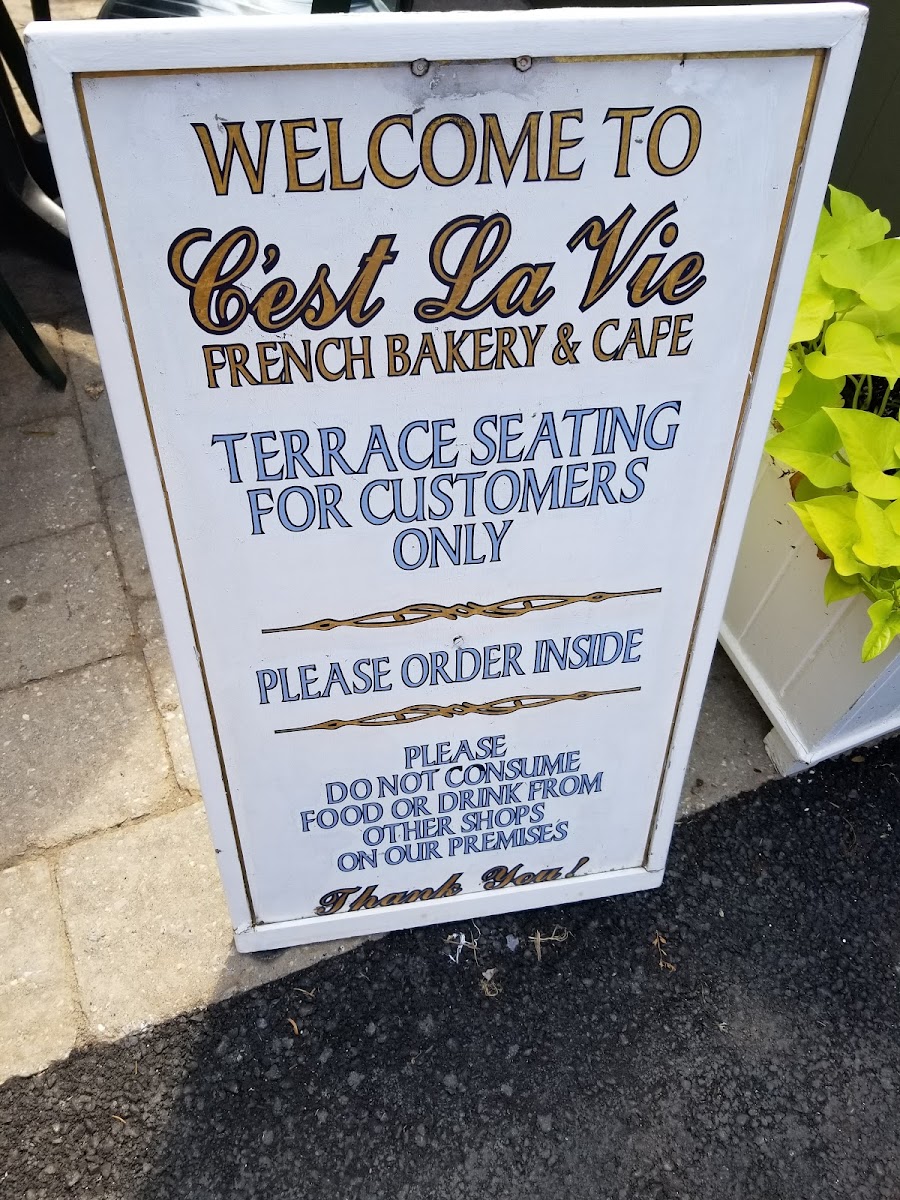 WELCOME TO
C'est La Vie
FRENCH BAKERY & CAFE
TERRACE SEATING
FOR CUSTOMERS
ONLY
PLEASE ORDER INSIDE
PLEASE
DO NOT CONSUME
FOOD OR DRINK FROM
OTHER SHOPS
ON OUR PREMISES
Thank You!